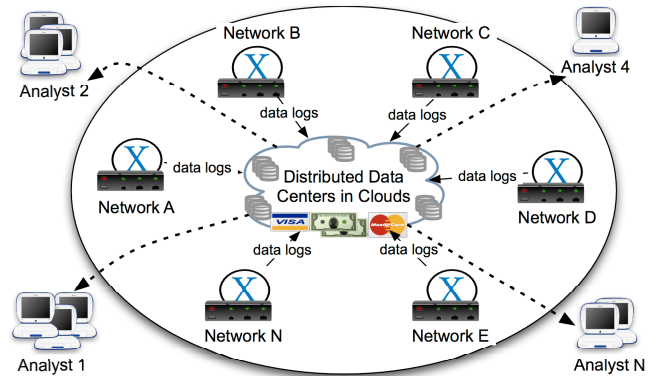 Network B
Network C
Analyst 2
Analyst 4
X
X
data logs
data logs
X
data logs
Distributed Data
Centers in Clouds
data logs
X
Network A
Network D
VISA
MasterCard
data logs
data logs
X
X
Network N
Network E
Analyst 1
Analyst N